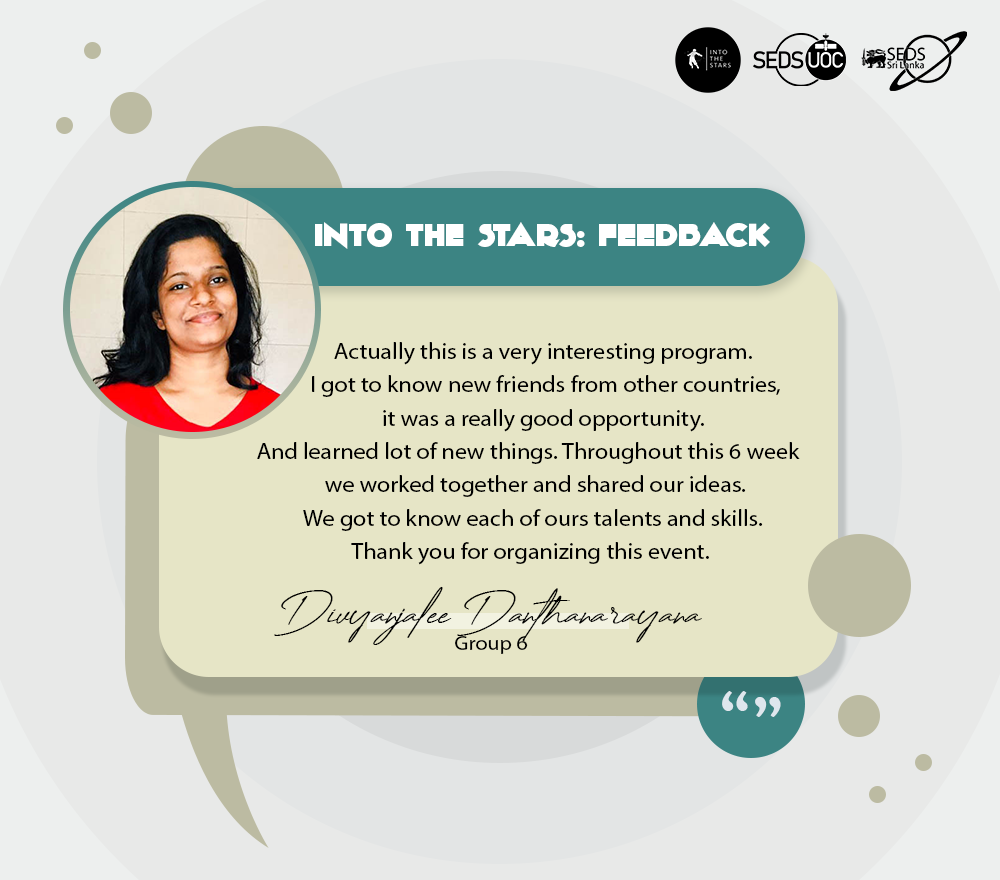 INTO
THE
STARS
SEDS UOC
SEDS
Sri Lanka
INTO THE STARS: FEEDBACK
Actually this is a very interesting program.
I got to know new friends from other countries,
it was a really good opportunity.
And learned lot of new things. Throughout this 6 week
we worked together and shared our ideas.
We got to know each of ours talents and skills.
Thank you for organizing this event.
Divyanjalee Danthanarayana
Group 6
“”